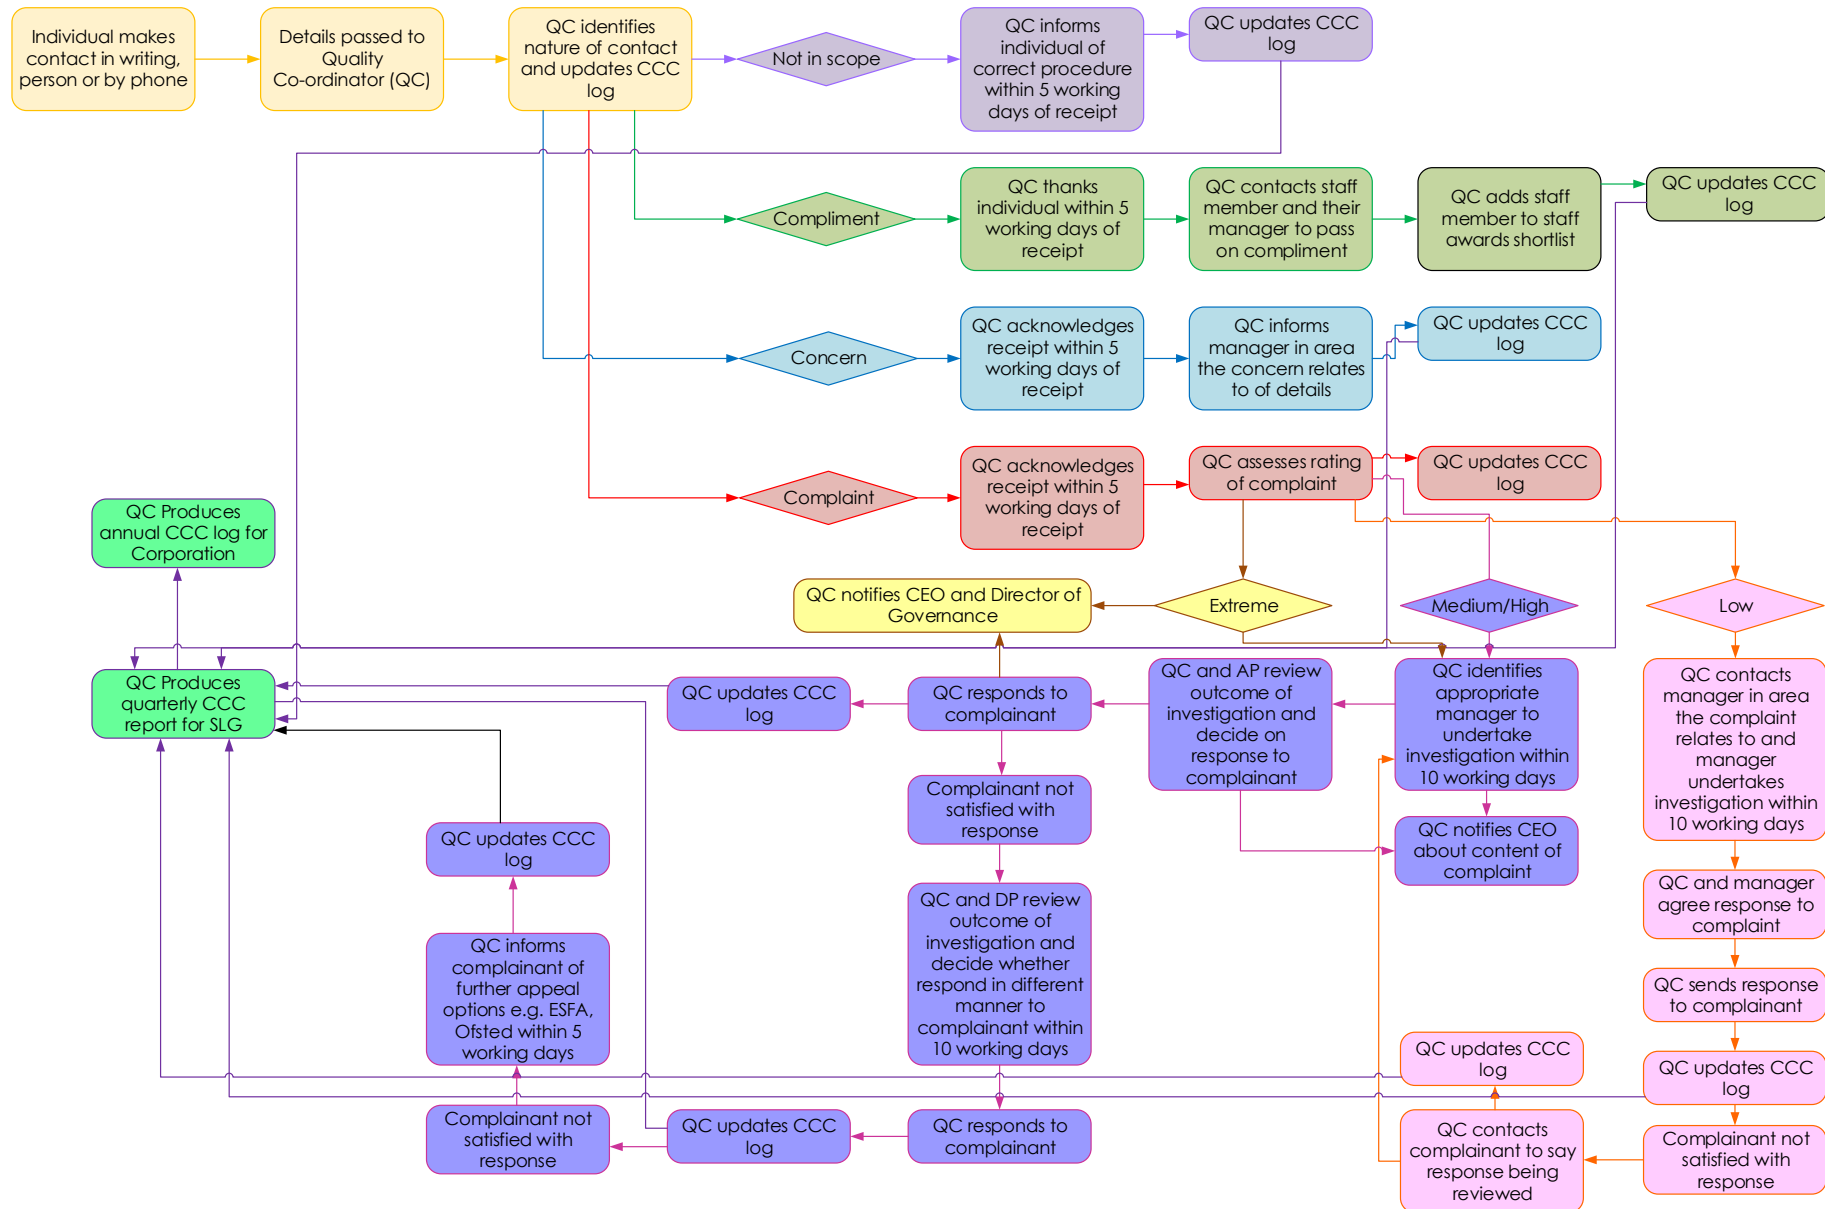 Individual makes
contact in writing,
person or by phone
Details passed to
Quality
Co-ordinator (QC)
QC identifies
nature of contact
and updates CCC
log
Not in scope
QC informs
individual of
correct procedure
within 5 working
days of receipt
QC updates CCC
log
Compliment
QC thanks
individual within 5
working days of
receipt
QC contacts staff
member and their
manager to pass
on compliment
QC adds staff
member to staff
awards shortlist
QC updates CCC
log
Concern
QC acknowledges
receipt within 5
working days of
receipt
QC informs
manager in area
the concern relates
to of details
QC updates CCC
log
Complaint
QC acknowledges
receipt within 5
working days of
receipt
QC assesses rating
of complaint
QC updates CCC
log
QC Produces
annual CCC log for
Corporation
QC notifies CEO and Director of
Governance
Extreme
Medium/High
Low
QC Produces
quarterly CCC
report for SLG
QC updates CCC
log
QC responds to
complainant
QC and AP review
outcome of
investigation and
decide on
response to
complainant
QC identifies
appropriate
manager to
undertake
investigation within
10 working days
QC contacts
manager in area
the complaint
relates to and
manager
undertakes
investigation within
10 working days
Complainant not
satisfied with
response
QC notifies CEO
about content of
complaint
QC updates CCC
log
QC and manager
agree response to
complaint
QC and DP review
outcome of
investigation and
decide whether
respond in different
manner to
complainant within
10 working days
QC informs
complainant of
further appeal
options e.g. ESFA,
Ofsted within 5
working days
QC sends response
to complainant
QC updates CCC
log
QC updates CCC
log
Complainant not
satisfied with
response
QC updates CCC
log
QC responds to
complainant
QC contacts
complainant to say
response being
reviewed
Complainant not
satisfied with
response